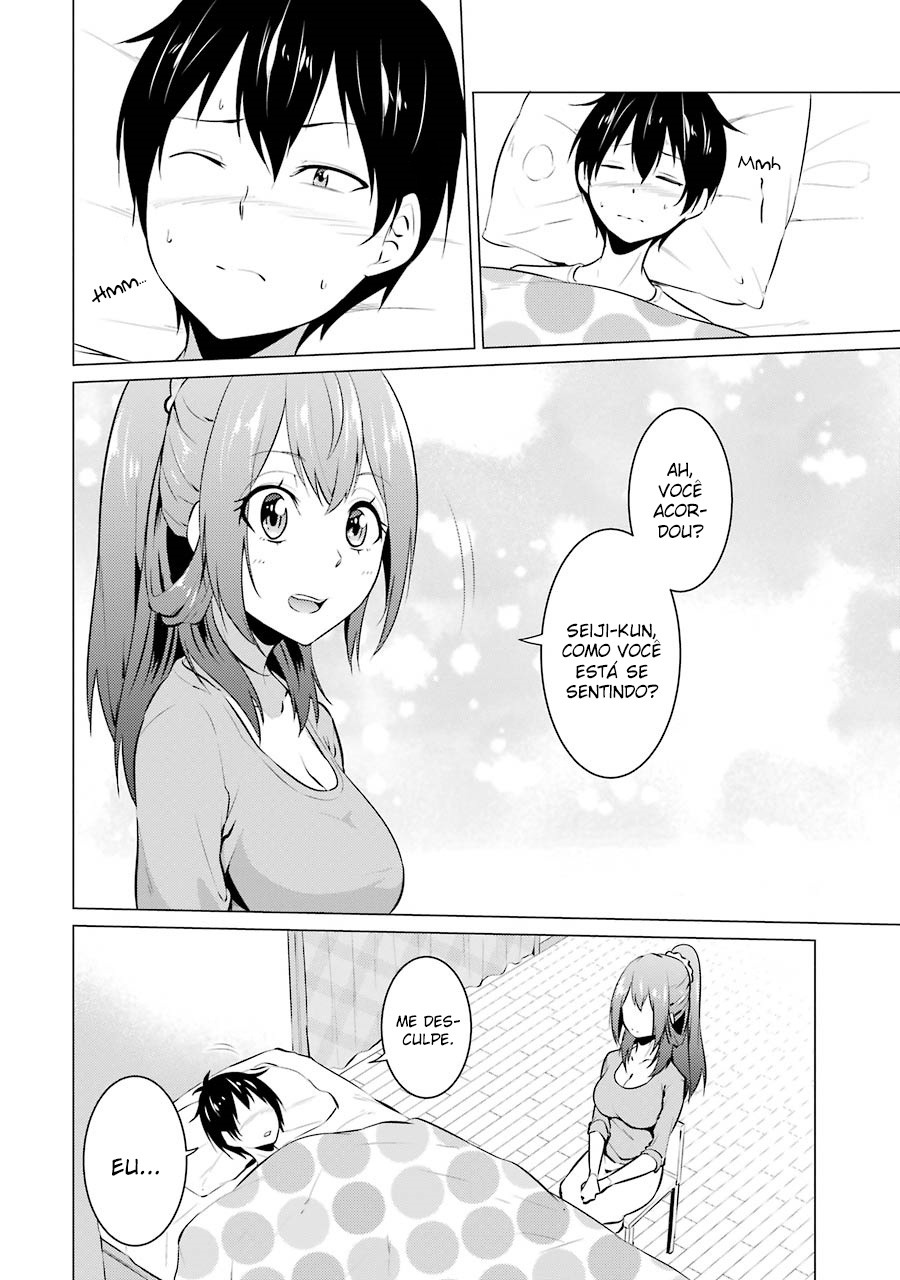 Mmh
HMM...
AH,
VOCÊ
ACOR-
DOU?
SEIJI-KUN,
COMO VOCÊ
ESTÁ SE
SENTINDO?
ME DES-
CULPE.
EU...